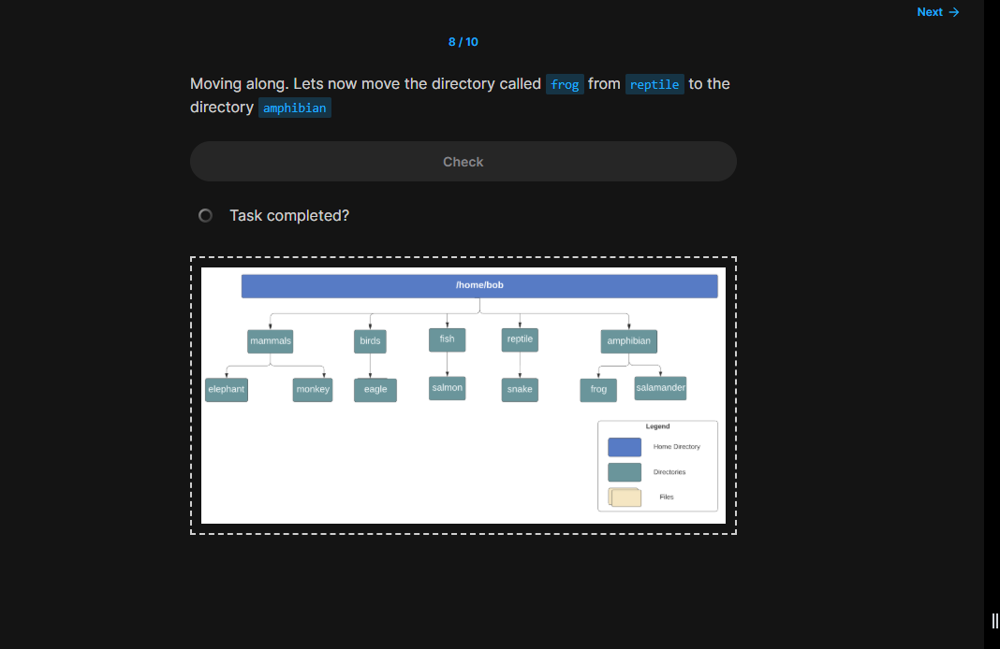 Next →
8 / 10
Moving along. Lets now move the directory called frog from reptile to the
directory amphibian
Check
Task completed?
/home/bob
mammals birds fish reptile amphibian
elephant monkey eagle salmon snake frog salamander
Legend
Home Directory
Directories
Files